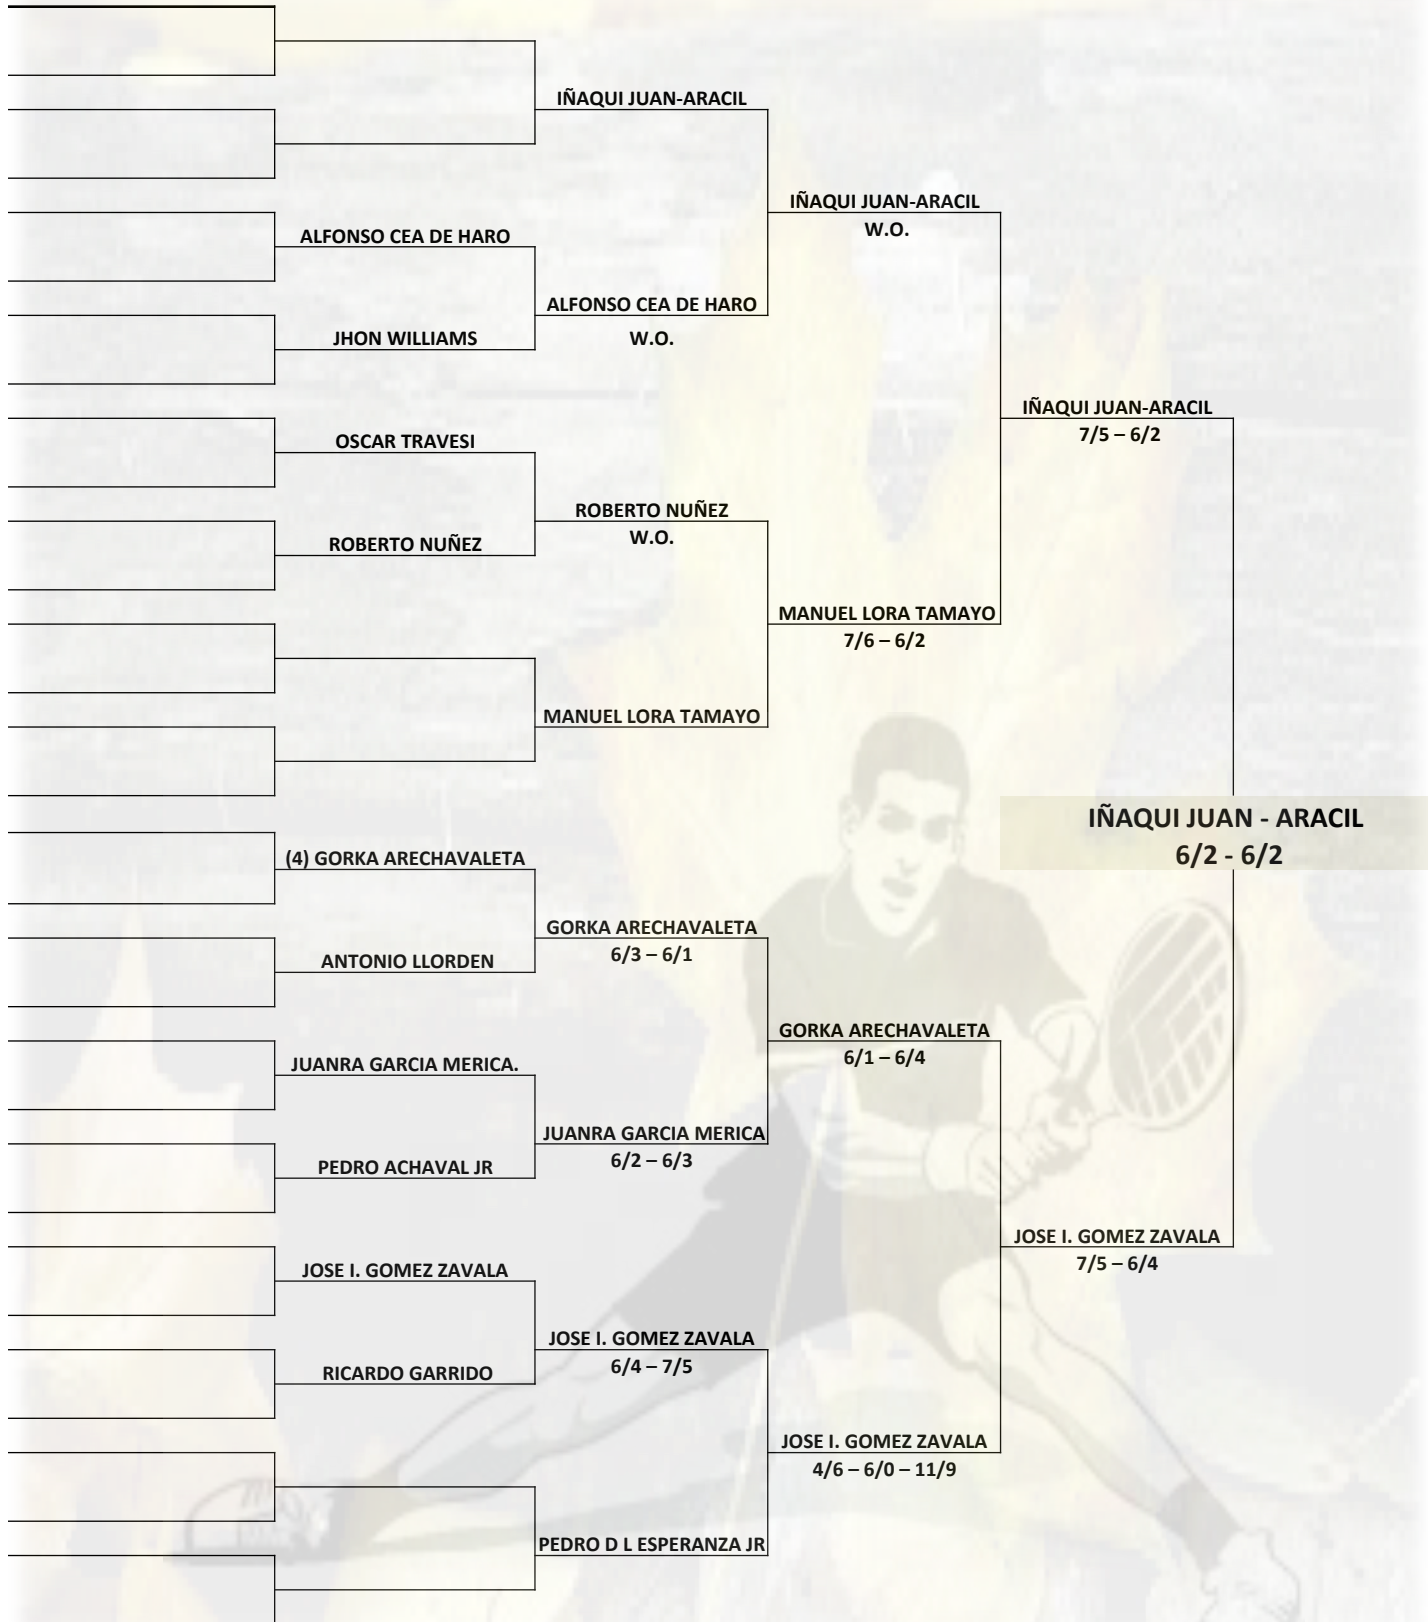 IÑAQUI JUAN-ARACIL
IÑAQUI JUAN-ARACIL
W.O.
ALFONSO CEA DE HARO
ALFONSO CEA DE HARO
W.O.
JHON WILLIAMS
IÑAQUI JUAN-ARACIL
7/5 – 6/2
OSCAR TRAVESI
ROBERTO NUÑEZ
W.O.
ROBERTO NUÑEZ
MANUEL LORA TAMAYO
7/6 – 6/2
MANUEL LORA TAMAYO
IÑAQUI JUAN - ARACIL
6/2 - 6/2
(4) GORKA ARECHAVALETA
GORKA ARECHAVALETA
6/3 – 6/1
ANTONIO LLORDEN
GORKA ARECHAVALETA
6/1 – 6/4
JUANRA GARCIA MERICA.
JUANRA GARCIA MERICA
6/2 – 6/3
PEDRO ACHAVAL JR
JOSE I. GOMEZ ZAVALA
7/5 – 6/4
JOSE I. GOMEZ ZAVALA
JOSE I. GOMEZ ZAVALA
6/4 – 7/5
RICARDO GARRIDO
JOSE I. GOMEZ ZAVALA
4/6 – 6/0 – 11/9
PEDRO D L ESPERANZA JR